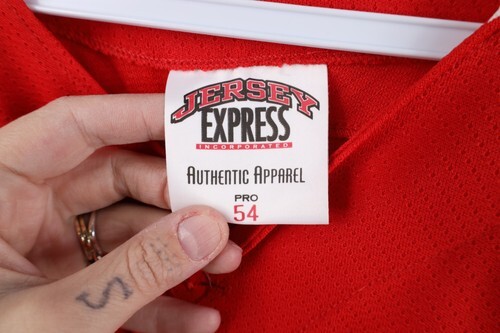 JERSEY
EXPRESS
INCORPORATED
AUTHENTIC APPAREL
PRO
54